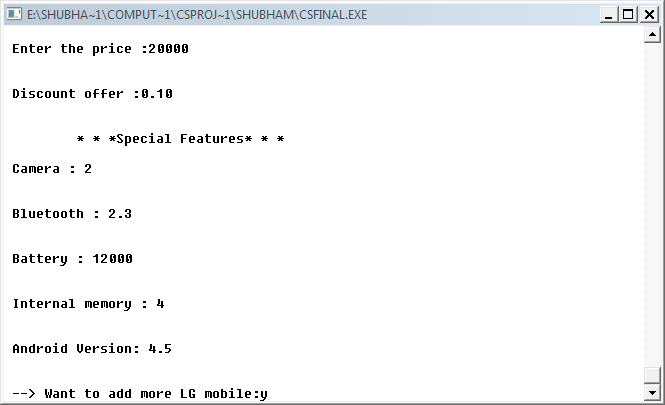 E:\SHUBHA~1\COMPUT~1\CSPROJ~1\SHUBHAM\CSFINAL.EXE
Enter the price :20000
Discount offer :0.10
* * *Special Features* * *
Camera : 2
Bluetooth : 2.3
Battery : 12000
Internal memory : 4
Android Version: 4.5
--> Want to add more LG mobile:y